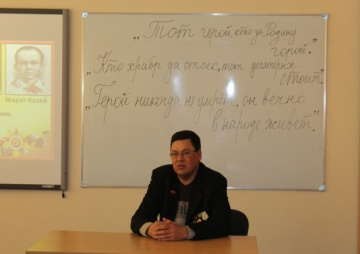 „Тот герой, кто за Родину
горой."
„Кто храбр да стоек, тот десятерых
стоит."
„Герой никогда не умрет, он вечно
в народе живет."
Марат Казей